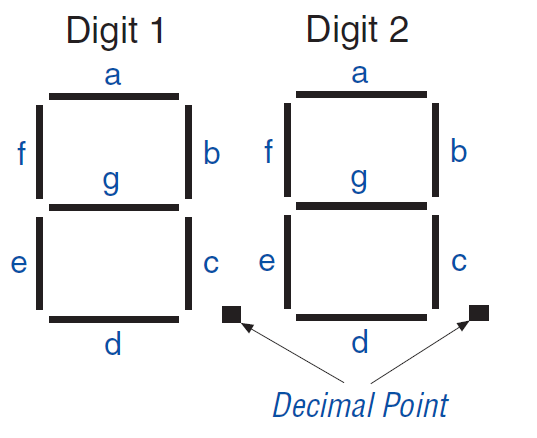 Digit 1 Digit 2
a a
f b f b
g g
e c e c
d d
Decimal Point